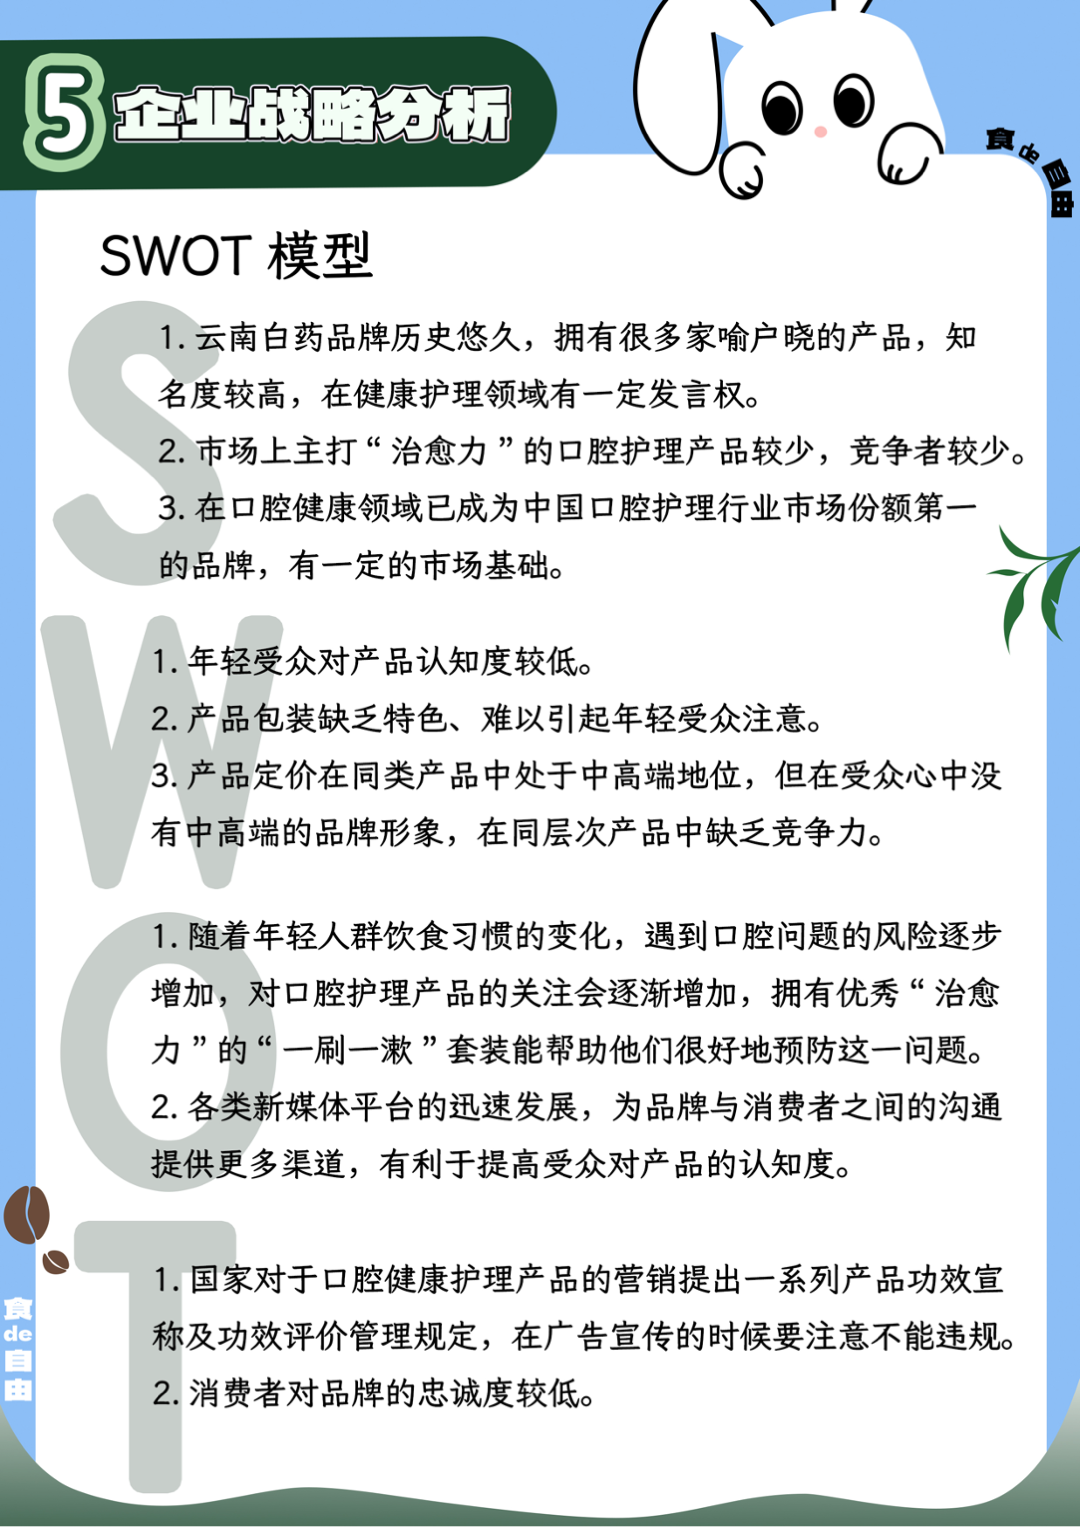 5 企业战略分析
食de自由
SWOT 模型
S
1. 云南白药品牌历史悠久，拥有很多家喻户晓的产品，知
名度较高，在健康护理领域有一定发言权。
2. 市场上主打“治愈力”的口腔护理产品较少，竞争者较少。
3. 在口腔健康领域已成为中国口腔护理行业市场份额第一
的品牌，有一定的市场基础。
W
1. 年轻受众对产品认知度较低。
2. 产品包装缺乏特色、难以引起年轻受众注意。
3. 产品定价在同类产品中处于中高端地位，但在受众心中没
有中高端的品牌形象，在同层次产品中缺乏竞争力。
O
1. 随着年轻人群饮食习惯的变化，遇到口腔问题的风险逐步
增加，对口腔护理产品的关注会逐渐增加，拥有优秀“治愈
力”的“一刷一漱”套装能帮助他们很好地预防这一问题。
2. 各类新媒体平台的迅速发展，为品牌与消费者之间的沟通
提供更多渠道，有利于提高受众对产品的认知度。
T
1. 国家对于口腔健康护理产品的营销提出一系列产品功效宣
称及功效评价管理规定，在广告宣传的时候要注意不能违规。
2. 消费者对品牌的忠诚度较低。
食
de
自
由